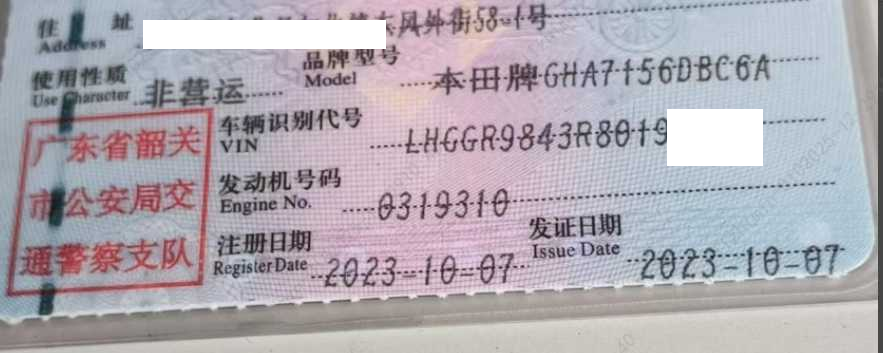 住址 东风外街58-1号
Address
品牌型号 本田牌GHA7156DBC6A
Model
使用性质 非营运
Use Character
车辆识别代号 LHGGR9843R8019
VIN
发动机号码 0319310
Engine No.
注册日期 2023-10-07
Register Date
发证日期 2023-10-07
Issue Date
广东省韶关
市公安局交
通警察支队